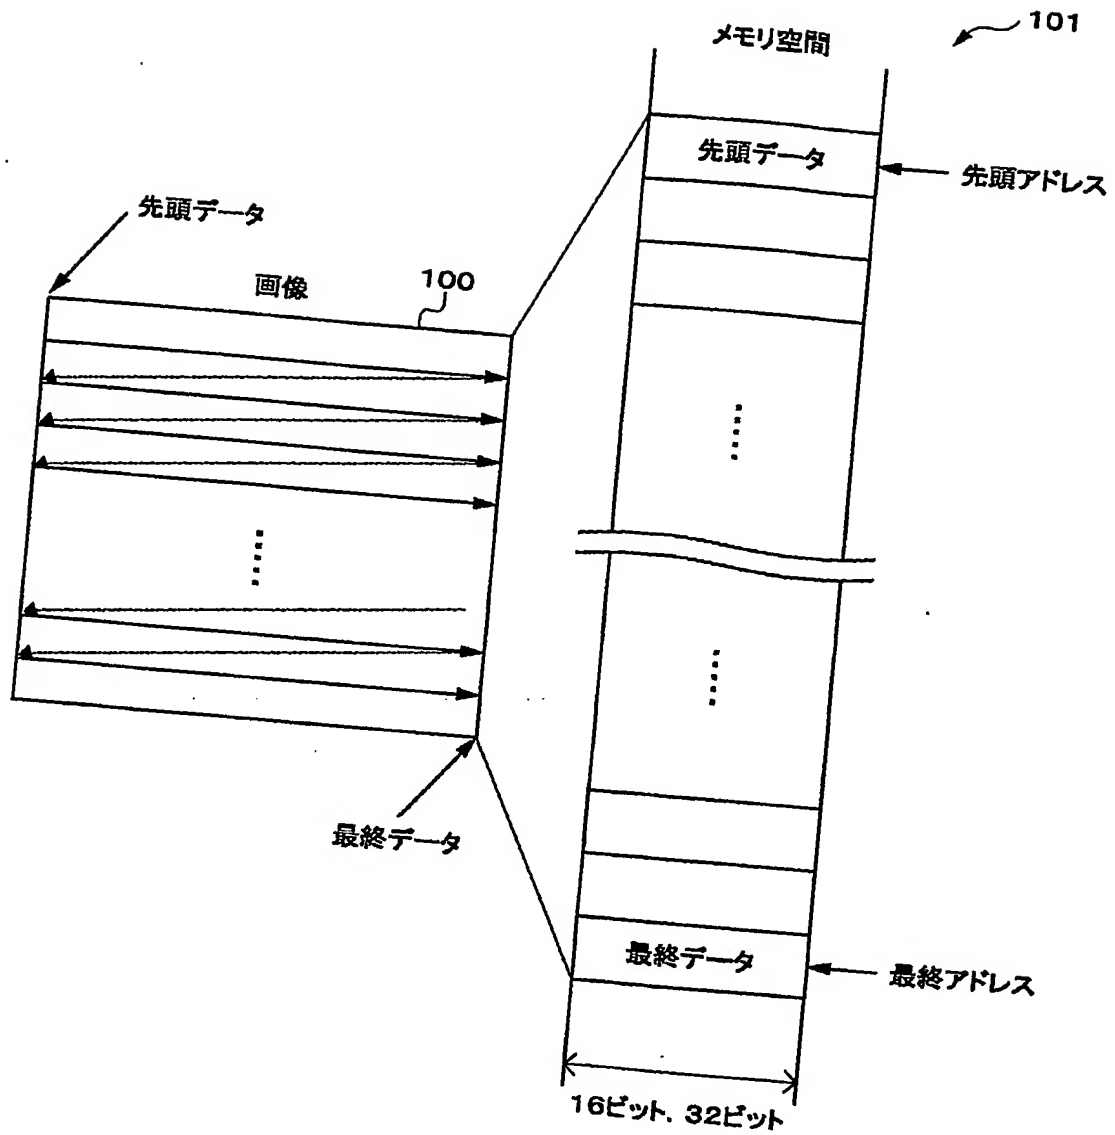 101
メモリ空間
先頭データ
先頭アドレス
先頭データ
画像
100
最終データ
最終データ
最終アドレス
16ビット, 32ビット